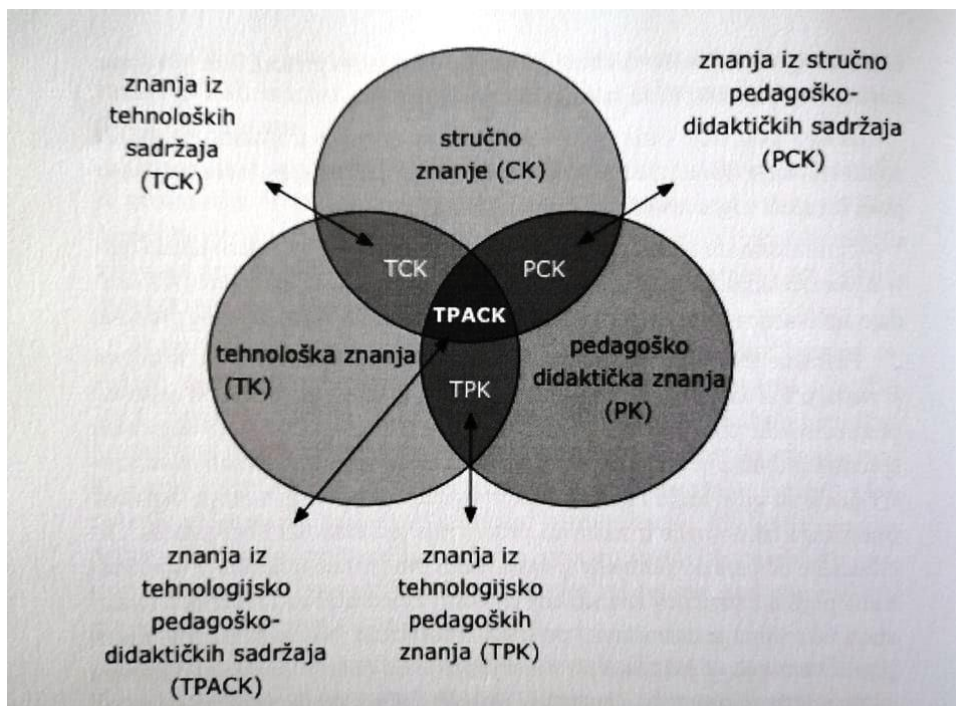 znanja iz
tehnoloških
sadržaja
(TCK)
znanja iz stručno
pedagoško-
didaktičkih sadržaja
(PCK)
stručno
znanje (CK)
TCK
PCK
TPACK
tehnološka znanja
(TK)
pedagoško
didaktička znanja
(PK)
TPK
znanja iz
tehnologijsko
pedagoško-
didaktičkih sadržaja
(TPACK)
znanja iz
tehnologijsko
pedagoških
znanja (TPK)